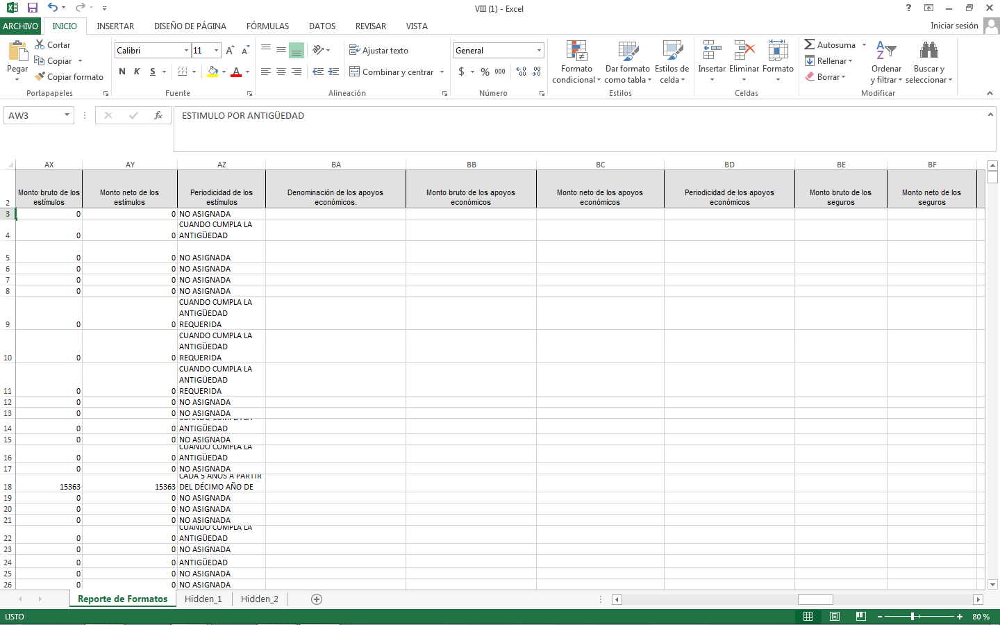 VIII (1) - Excel
ARCHIVO INICIO INSERTAR DISEÑO DE PÁGINA FÓRMULAS DATOS REVISAR VISTA Iniciar sesión
Pegar
Cortar
Copiar
Copiar formato
Portapapeles
Calibri 11
N K S
Fuente
Ajustar texto
Combinar y centrar
Alineación
General
$ % 000
Número
Formato condicional
Dar formato como tabla
Estilos de celda
Estilos
Insertar Eliminar Formato
Celdas
Autosuma
Rellenar
Borrar
Ordenar y filtrar
Buscar y seleccionar
Modificar
AW3 fx ESTIMULO POR ANTIGÜEDAD
AX AY AZ BA BB BC BD BE BF
2 Monto bruto de los estímulos Monto neto de los estímulos Periodicidad de los estímulos Denominación de los apoyos económicos. Monto bruto de los apoyos económicos Monto neto de los apoyos económicos Periodicidad de los apoyos económicos Monto bruto de los seguros Monto neto de los seguros
3 0 0 NO ASIGNADA
4 0 0 CUANDO CUMPLA LA ANTIGÜEDAD
5 0 0 NO ASIGNADA
6 0 0 NO ASIGNADA
7 0 0 NO ASIGNADA
8 0 0 NO ASIGNADA
9 0 0 CUANDO CUMPLA LA ANTIGÜEDAD REQUERIDA
10 0 0 CUANDO CUMPLA LA ANTIGÜEDAD REQUERIDA
11 0 0 CUANDO CUMPLA LA ANTIGÜEDAD REQUERIDA
12 0 0 NO ASIGNADA
13 0 0 NO ASIGNADA
14 0 0 CUANDO CUMPLA LA ANTIGÜEDAD
15 0 0 NO ASIGNADA
16 0 0 CUANDO CUMPLA LA ANTIGÜEDAD
17 0 0 NO ASIGNADA
18 15363 15363 CADA 5 AÑOS A PARTIR DEL DÉCIMO AÑO DE
19 0 0 NO ASIGNADA
20 0 0 NO ASIGNADA
21 0 0 NO ASIGNADA
22 0 0 CUANDO CUMPLA LA ANTIGÜEDAD
23 0 0 NO ASIGNADA
24 0 0 ANTIGÜEDAD
25 0 0 NO ASIGNADA
26 0 0 NO ASIGNADA
Reporte de Formatos Hidden_1 Hidden_2
LISTO 80 %